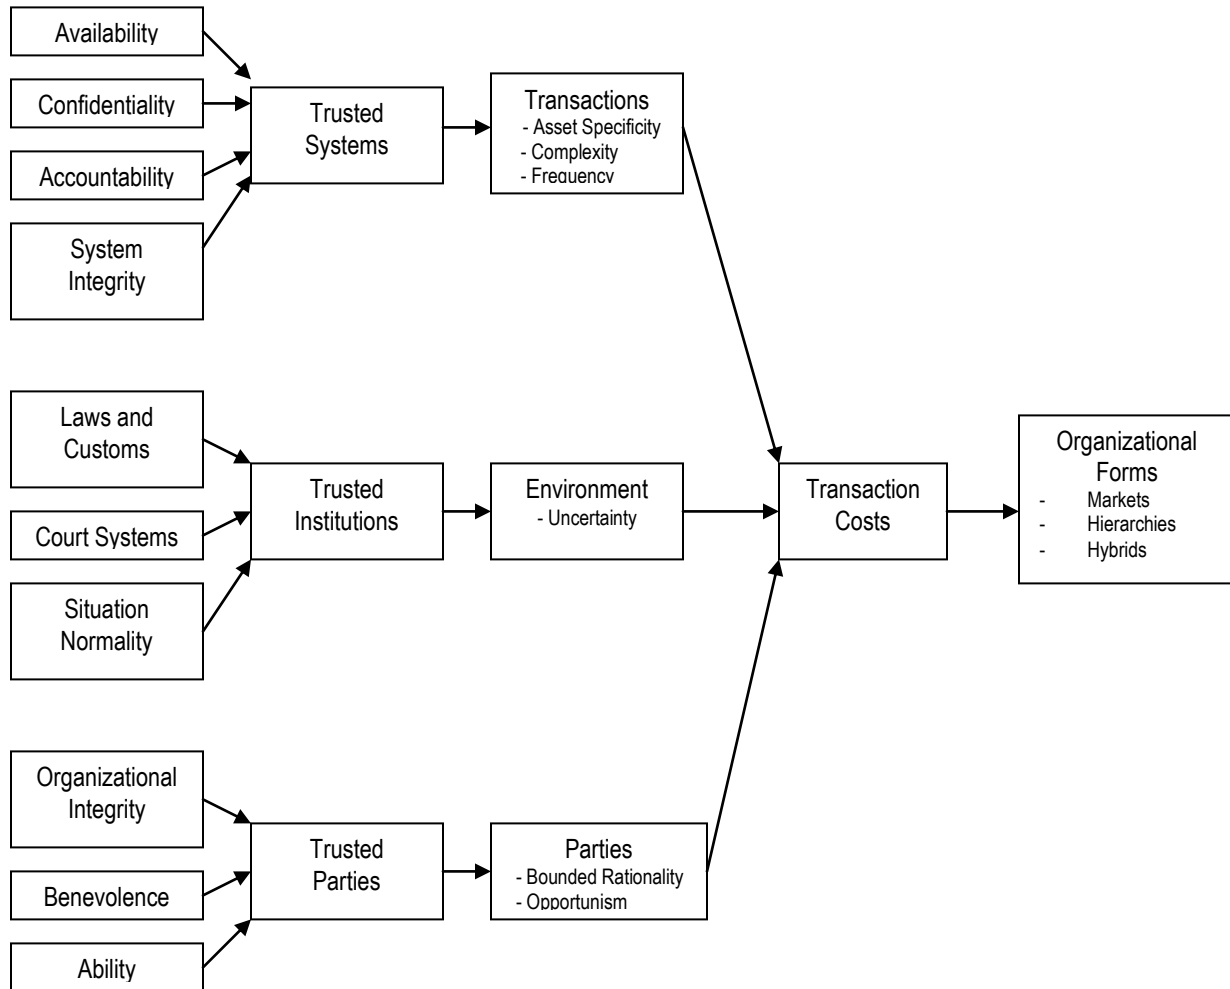 Availability
Confidentiality
Accountability
System
Integrity
Trusted
Systems
Transactions
- Asset Specificity
- Complexity
- Frequency
Laws and
Customs
Court Systems
Situation
Normality
Trusted
Institutions
Environment
- Uncertainty
Transaction
Costs
Organizational
Forms
- Markets
- Hierarchies
- Hybrids
Organizational
Integrity
Benevolence
Ability
Trusted
Parties
Parties
- Bounded Rationality
- Opportunism